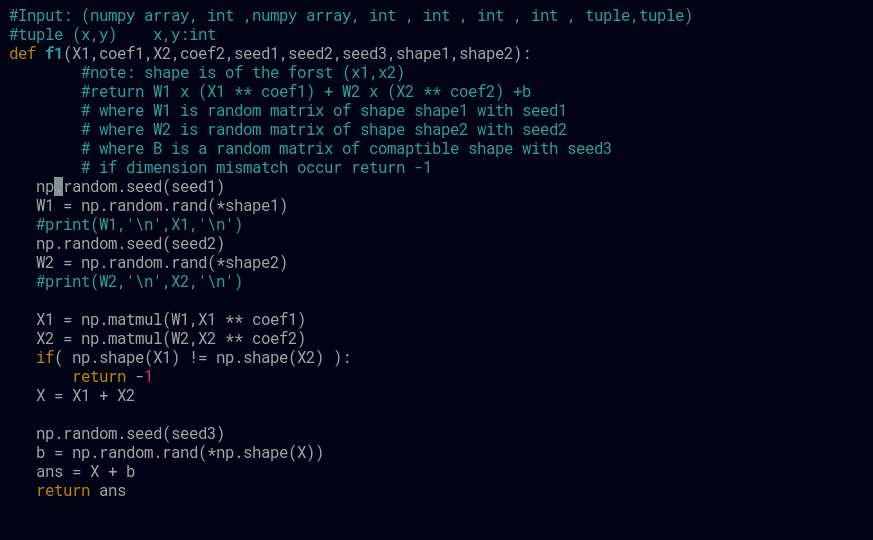 #Input: (numpy array, int ,numpy array, int , int , int , int , tuple,tuple)
#tuple (x,y)    x,y:int
def f1(X1,coef1,X2,coef2,seed1,seed2,seed3,shape1,shape2):
        #note: shape is of the forst (x1,x2)
        #return W1 x (X1 ** coef1) + W2 x (X2 ** coef2) +b
        # where W1 is random matrix of shape shape1 with seed1
        # where W2 is random matrix of shape shape2 with seed2
        # where B is a random matrix of comaptible shape with seed3
        # if dimension mismatch occur return -1
   np.random.seed(seed1)
   W1 = np.random.rand(*shape1)
   #print(W1,'\n',X1,'\n')
   np.random.seed(seed2)
   W2 = np.random.rand(*shape2)
   #print(W2,'\n',X2,'\n')

   X1 = np.matmul(W1,X1 ** coef1)
   X2 = np.matmul(W2,X2 ** coef2)
   if( np.shape(X1) != np.shape(X2) ):
       return -1
   X = X1 + X2

   np.random.seed(seed3)
   b = np.random.rand(*np.shape(X))
   ans = X + b
   return ans